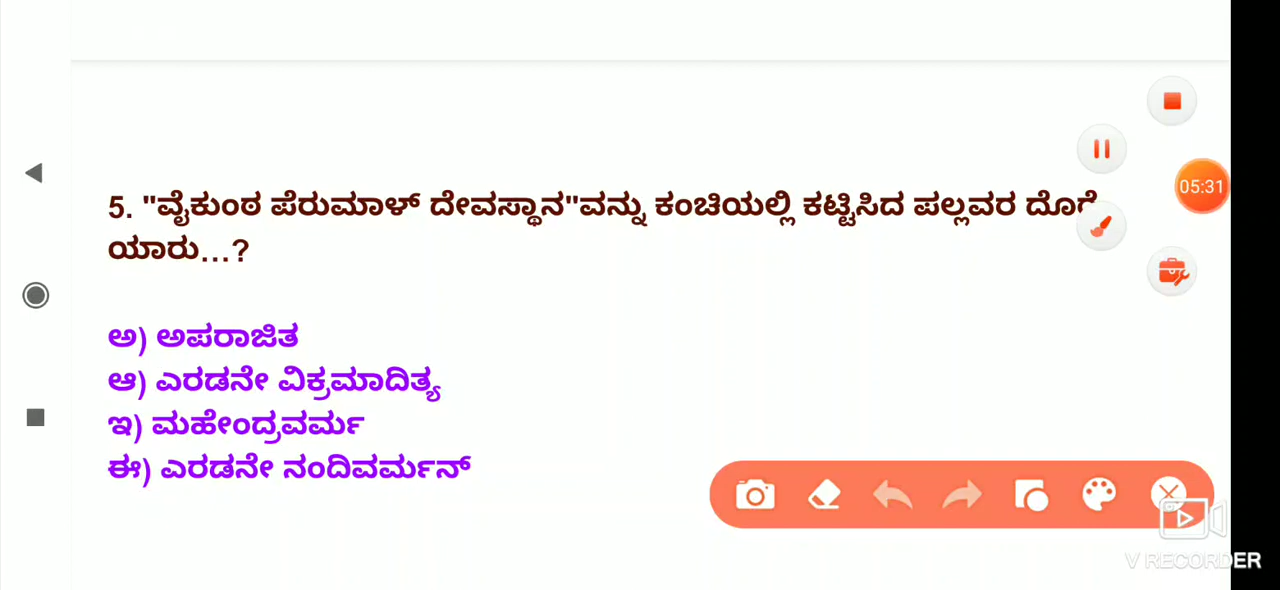 5. "ವೈಕುಂಠ ಪೆರುಮಾಳ್ ದೇವಸ್ಥಾನ"ವನ್ನು ಕಂಚಿಯಲ್ಲಿ ಕಟ್ಟಿಸಿದ ಪಲ್ಲವರ ದೊರೆ
ಯಾರು...?
ಅ) ಅಪರಾಜಿತ
ಆ) ಎರಡನೇ ವಿಕ್ರಮಾದಿತ್ಯ
ಇ) ಮಹೇಂದ್ರವರ್ಮ
ಈ) ಎರಡನೇ ನಂದಿವರ್ಮನ್
05:31
V RECORDER